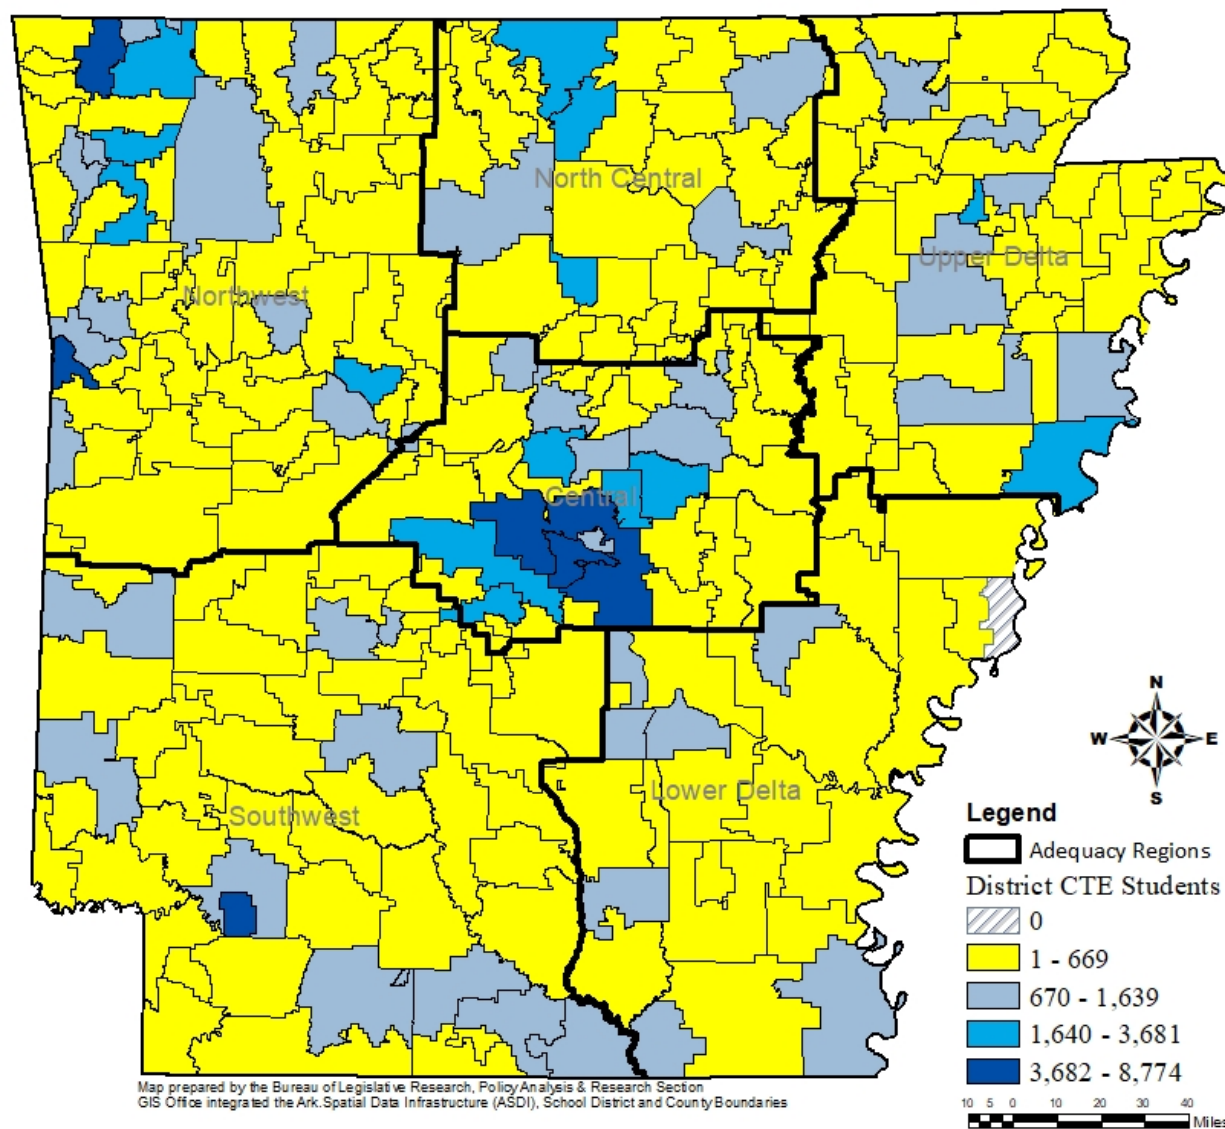 North Central
Upper Delta
Northwest
Central
Southwest
Lower Delta
N
W E
S
Legend
Adequacy Regions
District CTE Students
0
1 - 669
670 - 1,639
1,640 - 3,681
3,682 - 8,774
10 5 0 10 20 30 40
Miles
Map prepared by the Bureau of Legislative Research, Policy Analysis & Research Section
GIS Office integrated the Ark.Spatial Data Infrastructure (ASDI), School District and County Boundaries